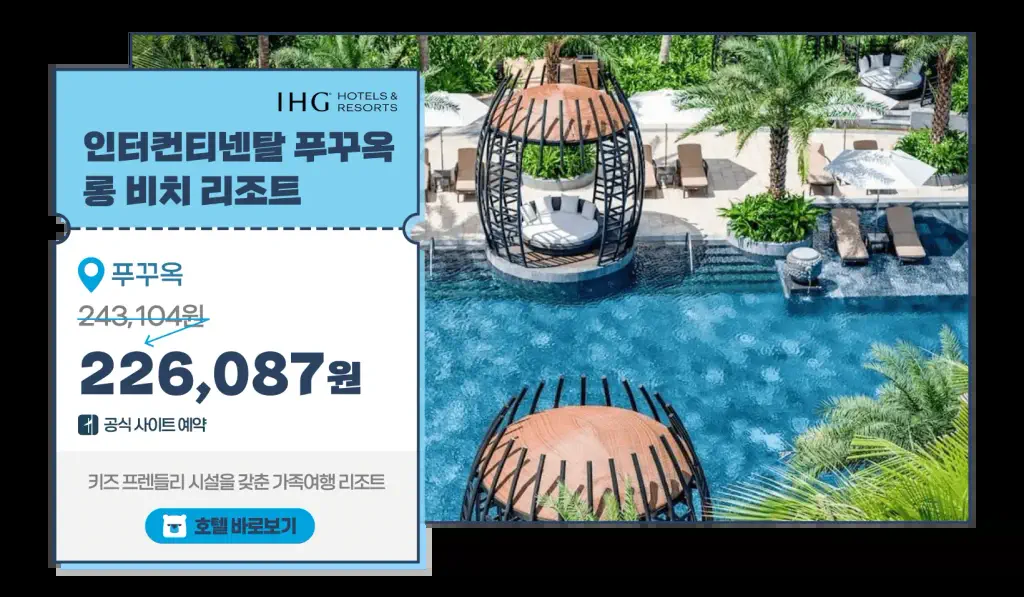 IHG HOTELS &
RESORTS
인터컨티넨탈 푸꾸옥
롱 비치 리조트
푸꾸옥
243,104원
226,087원
공식 사이트 예약
키즈 프렌들리 시설을 갖춘 가족여행 리조트
호텔 바로보기